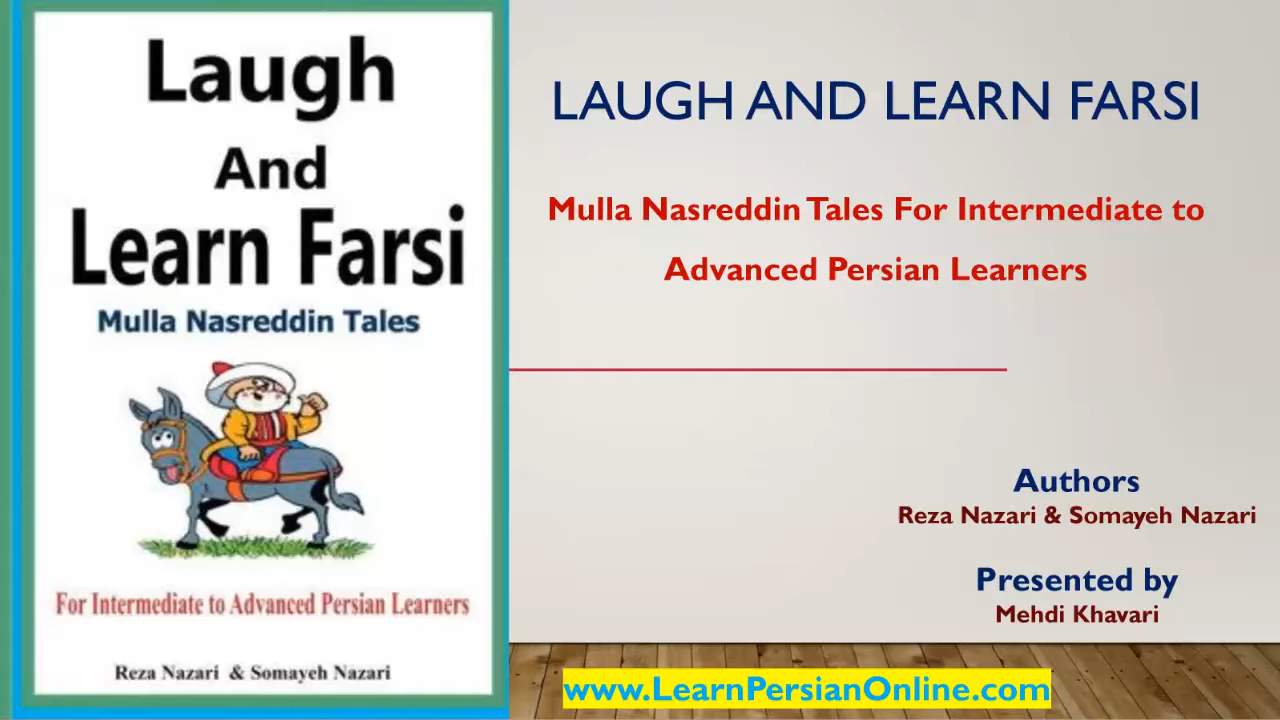 Laugh
And
Learn Farsi
Mulla Nasreddin Tales
For Intermediate to Advanced Persian Learners
Reza Nazari & Somayeh Nazari
LAUGH AND LEARN FARSI
Mulla Nasreddin Tales For Intermediate to
Advanced Persian Learners
Authors
Reza Nazari & Somayeh Nazari
Presented by
Mehdi Khavari
www.LearnPersianOnline.com